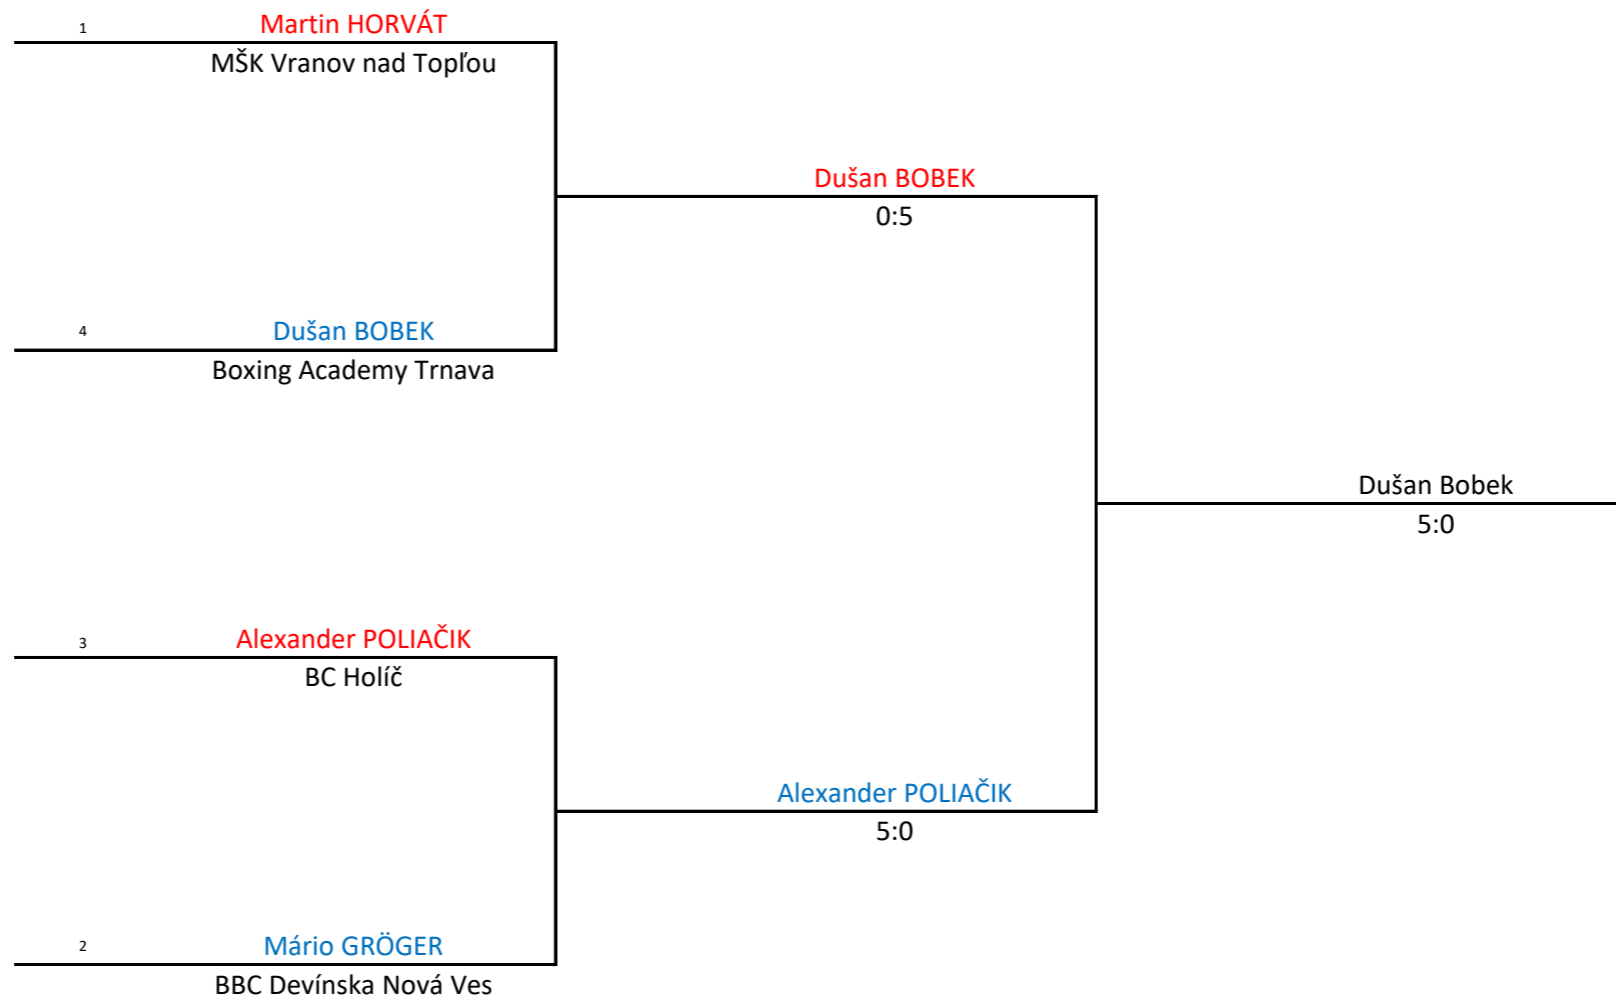 1
Martin HORVÁT
MŠK Vranov nad Topľou
Dušan BOBEK
0:5
4
Dušan BOBEK
Boxing Academy Trnava
Dušan Bobek
5:0
3
Alexander POLIAČIK
BC Holíč
Alexander POLIAČIK
5:0
2
Mário GRÖGER
BBC Devínska Nová Ves